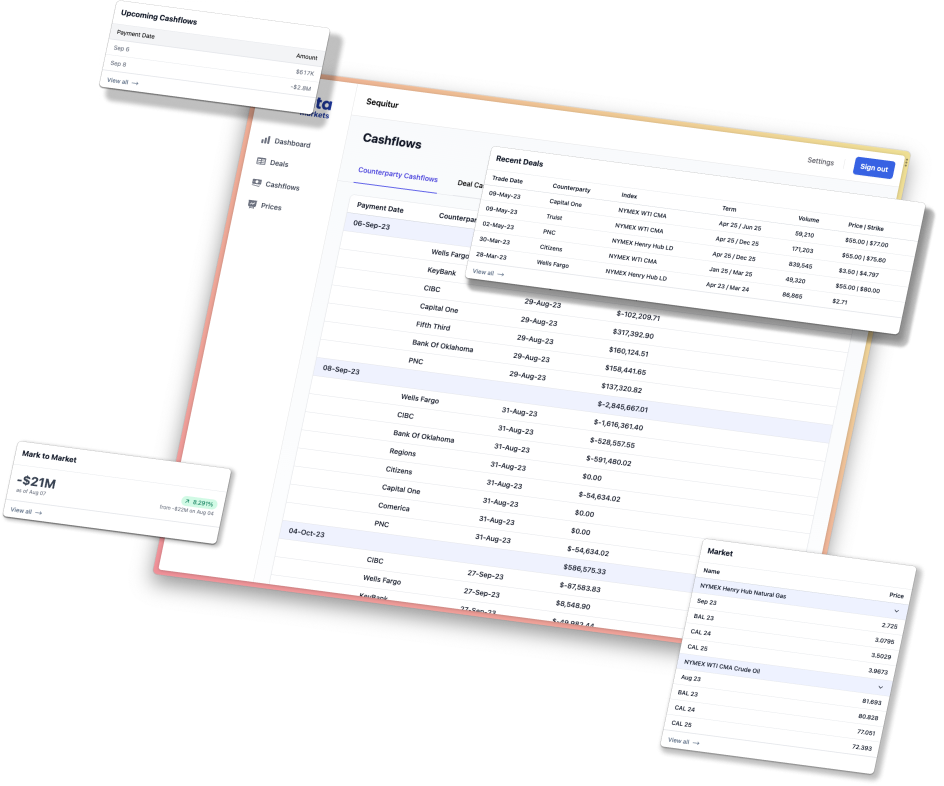 Upcoming Cashflows
Payment Date Amount
Sep 6 $617K
Sep 8 -$2.8M
View all →
ta
markets
Sequitur
Settings Sign out
Dashboard
Deals
Cashflows
Prices
Cashflows
Counterparty Cashflows Deal Ca
Payment Date Counterpar
06-Sep-23
Wells Fargo
KeyBank
CIBC 29-Aug-23 $-102,209.71
Capital One 29-Aug-23 $317,392.90
Fifth Third 29-Aug-23 $160,124.51
Bank Of Oklahoma 29-Aug-23 $158,441.65
PNC 29-Aug-23 $137,320.82
08-Sep-23 $-2,845,667.01
Wells Fargo 31-Aug-23 $-1,616,361.40
CIBC 31-Aug-23 $-528,557.55
Bank Of Oklahoma 31-Aug-23 $-591,480.02
Regions 31-Aug-23 $0.00
Citizens 31-Aug-23 $-54,634.02
Capital One 31-Aug-23 $0.00
Comerica 31-Aug-23 $0.00
PNC 31-Aug-23 $-54,634.02
04-Oct-23 $586,575.33
CIBC 27-Sep-23 $-87,583.83
Wells Fargo 27-Sep-23 $8,548.90
KeyBank 27-Sep-23 $-49,982.44
Recent Deals
Trade Date Counterparty Index Term Volume Price | Strike
09-May-23 Capital One NYMEX WTI CMA Apr 25 / Jun 25 59,210 $55.00 | $77.00
09-May-23 Truist NYMEX WTI CMA Apr 25 / Dec 25 171,203 $55.00 | $75.60
02-May-23 PNC NYMEX Henry Hub LD Apr 25 / Dec 25 839,545 $3.50 | $4.797
30-Mar-23 Citizens NYMEX WTI CMA Jan 25 / Mar 25 49,320 $55.00 | $80.00
28-Mar-23 Wells Fargo NYMEX Henry Hub LD Apr 23 / Mar 24 86,865 $2.71
View all →
Mark to Market
-$21M
as of Aug 07
8.291%
from -$22M on Aug 04
View all →
Market
Name Price
NYMEX Henry Hub Natural Gas
Sep 23 2.725
BAL 23 3.0795
CAL 24 3.5029
CAL 25 3.9673
NYMEX WTI CMA Crude Oil
Aug 23 81.693
BAL 23 80.828
CAL 24 77.051
CAL 25 72.393
View all →